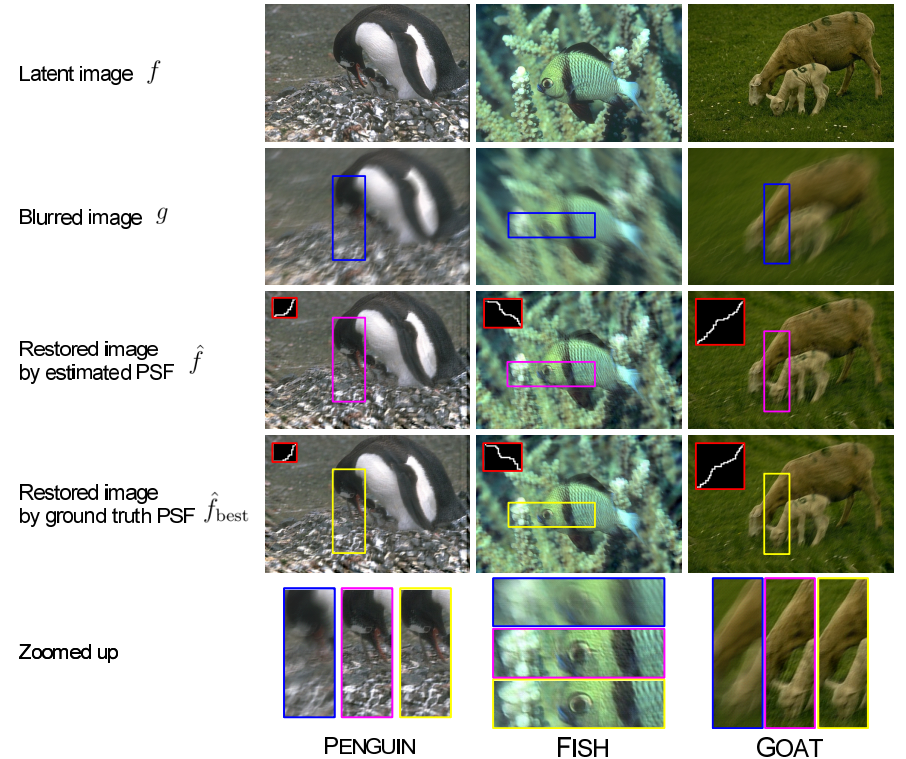 Latent image f
Blurred image g
Restored image
by estimated PSF f̂
Restored image
by ground truth PSF f̂best
Zoomed up
PENGUIN
FISH
GOAT